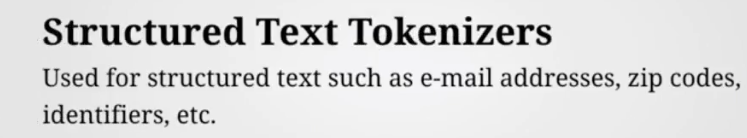 Structured Text Tokenizers
Used for structured text such as e-mail addresses, zip codes,
identifiers, etc.